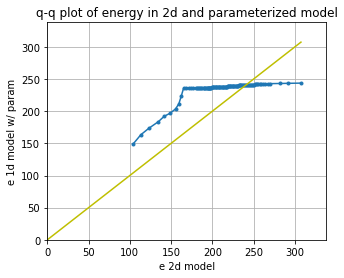 q-q plot of energy in 2d and parameterized model
e 1d model w/ param
300
250
200
150
100
50
0
0 50 100 150 200 250 300
e 2d model